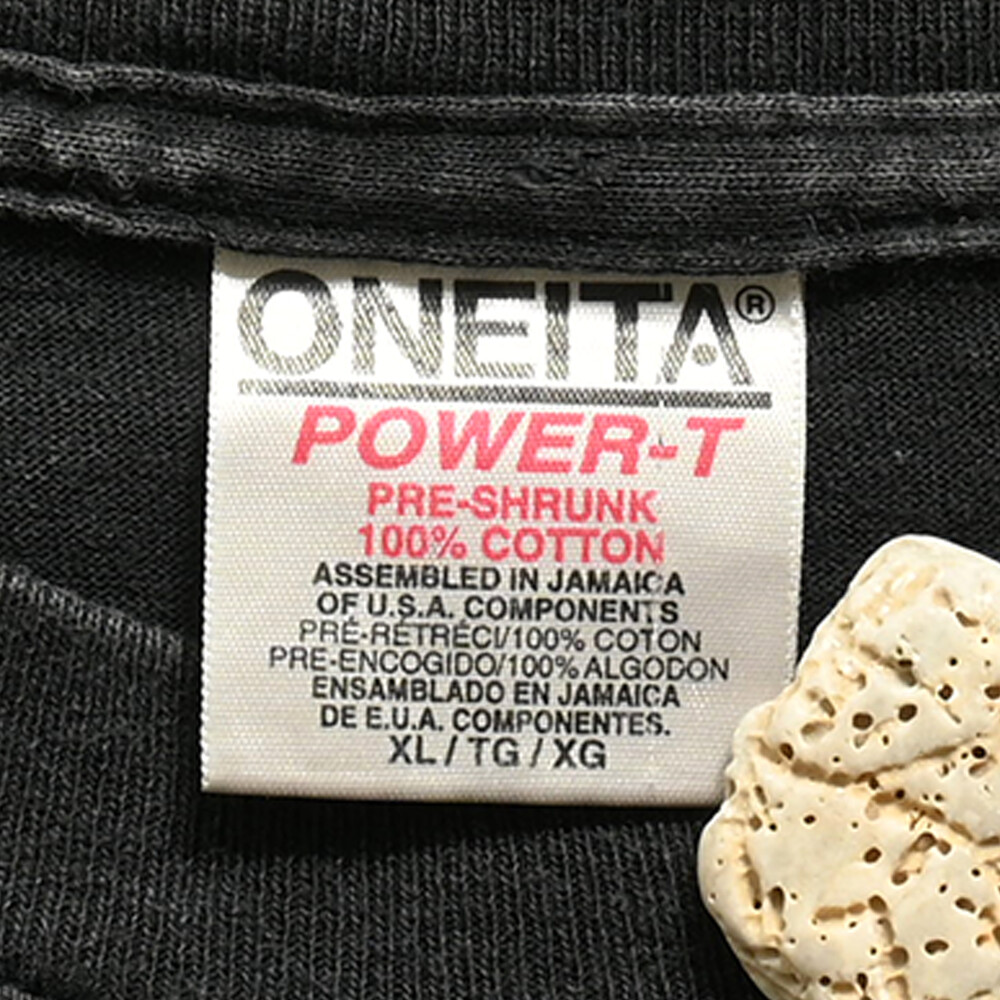 ONEITA®
POWER-T
PRE-SHRUNK
100% COTTON
ASSEMBLED IN JAMAICA
OF U.S.A. COMPONENTS
PRÉ-RÉTRÉCI/100% COTON
PRE-ENCOGIDO/100% ALGODON
ENSAMBLADO EN JAMAICA
DE E.U.A. COMPONENTES.
XL / TG / XG